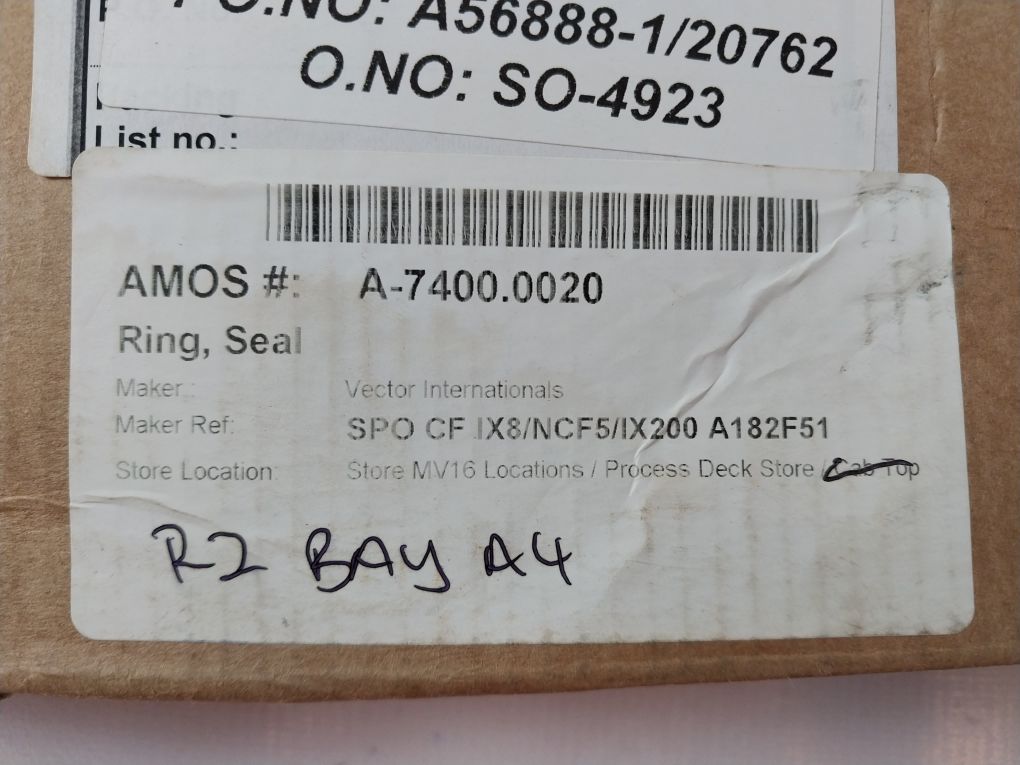 O.NO: A56888-1/20762
O.NO: SO-4923
List no.:
AMOS #: A-7400.0020
Ring, Seal
Maker : Vector Internationals
Maker Ref: SPO CF IX8/NCF5/IX200 A182F51
Store Location: Store MV16 Locations / Process Deck Store / Cab Top
R2 BAY A4